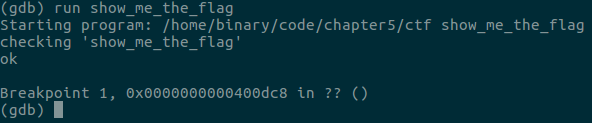 (gdb) run show_me_the_flag
Starting program: /home/binary/code/chapter5/ctf show_me_the_flag
checking 'show_me_the_flag'
ok
Breakpoint 1, 0x0000000000400dc8 in ?? ()
(gdb)